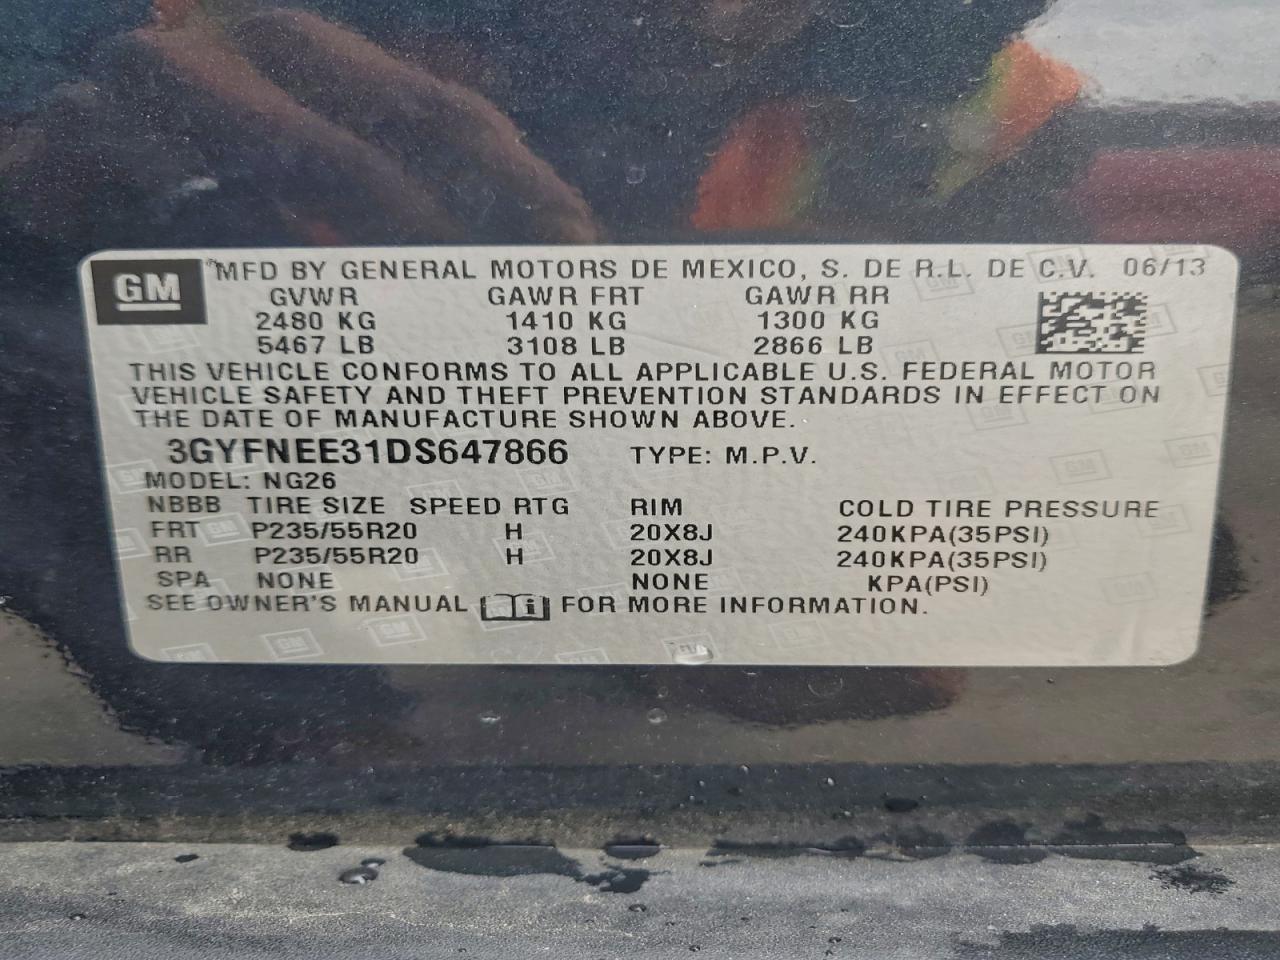 GM MFD BY GENERAL MOTORS DE MEXICO, S. DE R.L. DE C.V. 06/13
GVWR GAWR FRT GAWR RR
2480 KG 1410 KG 1300 KG
5467 LB 3108 LB 2866 LB
THIS VEHICLE CONFORMS TO ALL APPLICABLE U.S. FEDERAL MOTOR
VEHICLE SAFETY AND THEFT PREVENTION STANDARDS IN EFFECT ON
THE DATE OF MANUFACTURE SHOWN ABOVE.
3GYFNEE31DS647866 TYPE: M.P.V.
MODEL: NG26
NBBB TIRE SIZE SPEED RTG RIM COLD TIRE PRESSURE
FRT P235/55R20 H 20X8J 240KPA(35PSI)
RR P235/55R20 H 20X8J 240KPA(35PSI)
SPA NONE NONE KPA(PSI)
SEE OWNER'S MANUAL i FOR MORE INFORMATION.